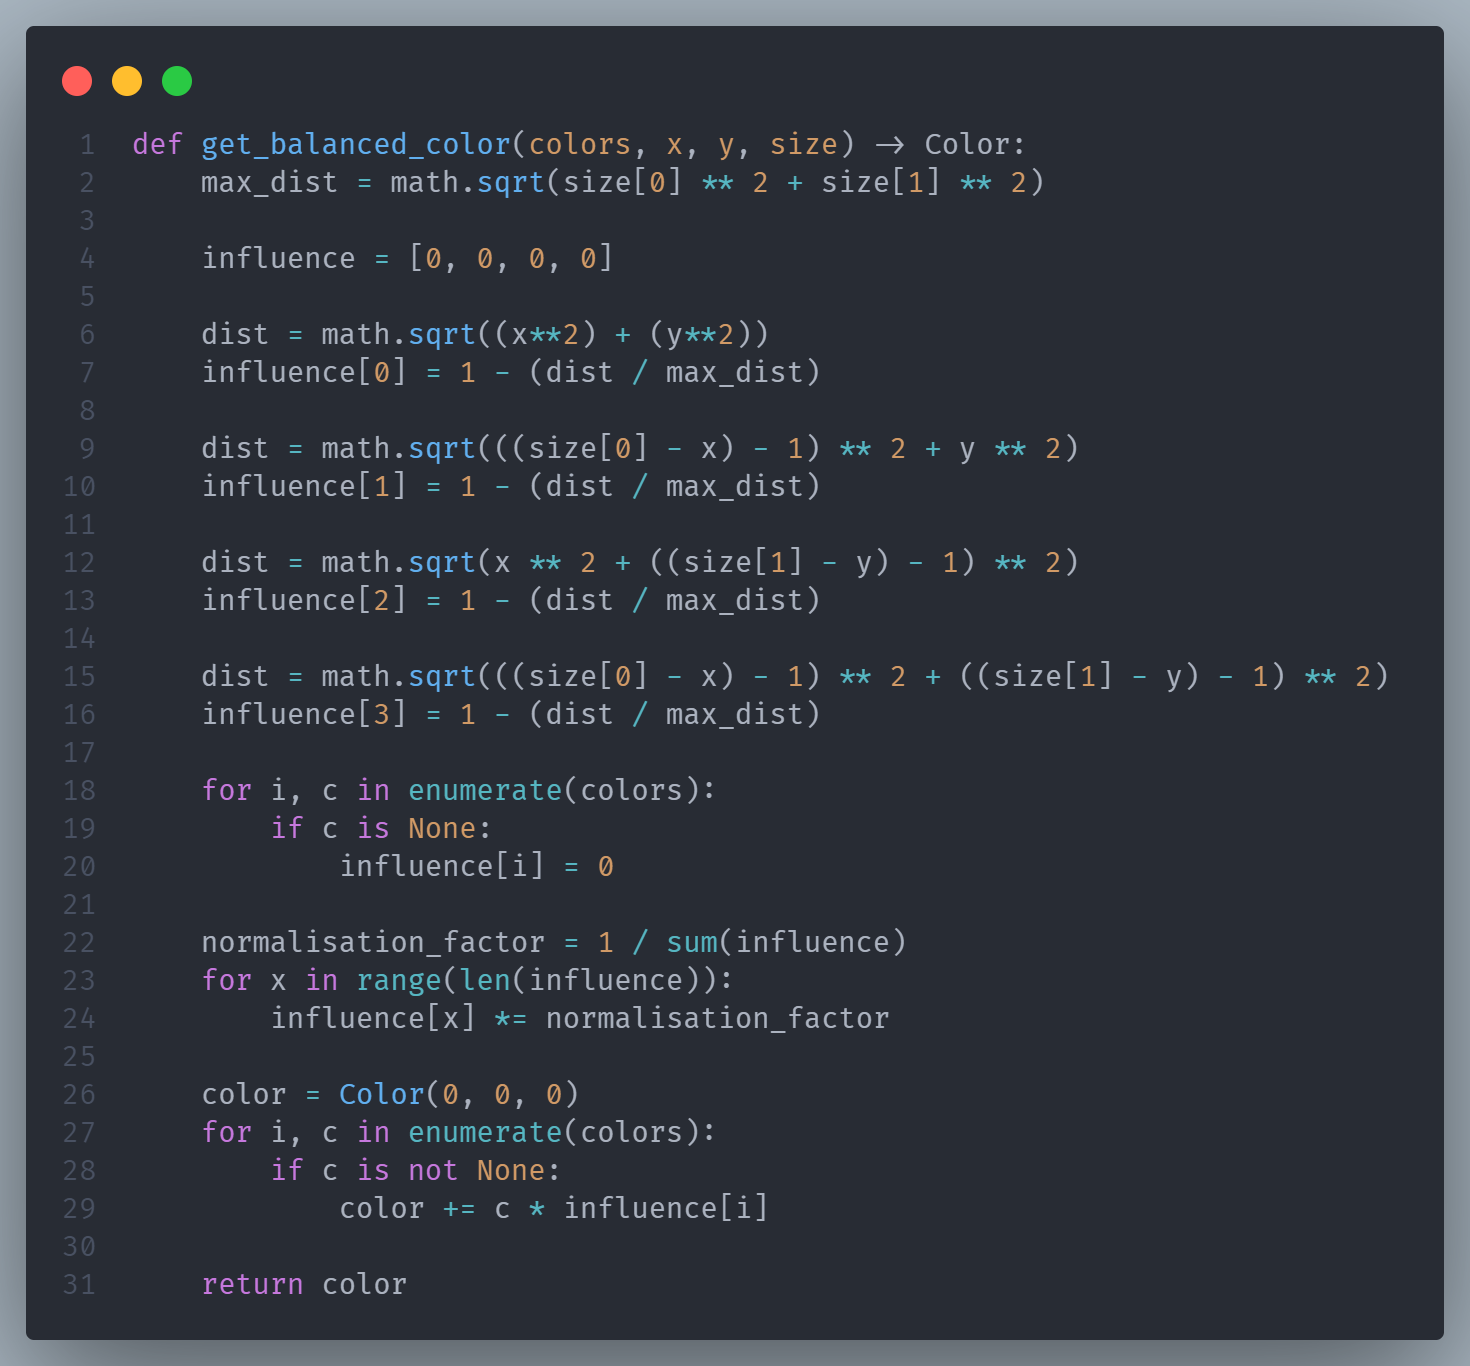 1 def get_balanced_color(colors, x, y, size) -> Color:
2     max_dist = math.sqrt(size[0] ** 2 + size[1] ** 2)
3
4     influence = [0, 0, 0, 0]
5
6     dist = math.sqrt((x**2) + (y**2))
7     influence[0] = 1 - (dist / max_dist)
8
9     dist = math.sqrt(((size[0] - x) - 1) ** 2 + y ** 2)
10     influence[1] = 1 - (dist / max_dist)
11
12     dist = math.sqrt(x ** 2 + ((size[1] - y) - 1) ** 2)
13     influence[2] = 1 - (dist / max_dist)
14
15     dist = math.sqrt(((size[0] - x) - 1) ** 2 + ((size[1] - y) - 1) ** 2)
16     influence[3] = 1 - (dist / max_dist)
17
18     for i, c in enumerate(colors):
19         if c is None:
20             influence[i] = 0
21
22     normalisation_factor = 1 / sum(influence)
23     for x in range(len(influence)):
24         influence[x] *= normalisation_factor
25
26     color = Color(0, 0, 0)
27     for i, c in enumerate(colors):
28         if c is not None:
29             color += c * influence[i]
30
31     return color